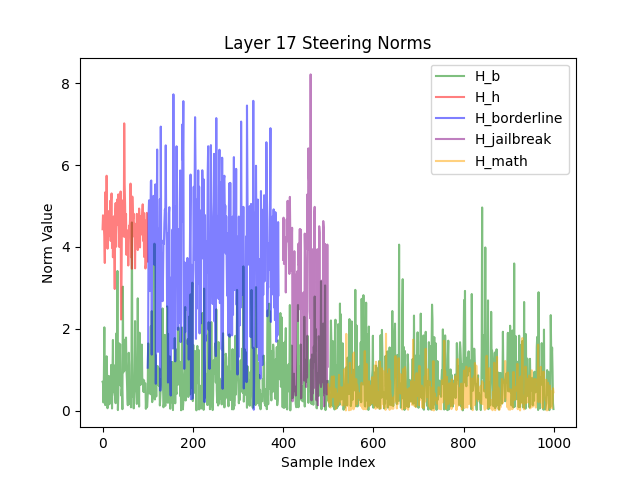 Layer 17 Steering Norms
Norm Value
8
6
4
2
0
H_b
H_h
H_borderline
H_jailbreak
H_math
0 200 400 600 800 1000
Sample Index